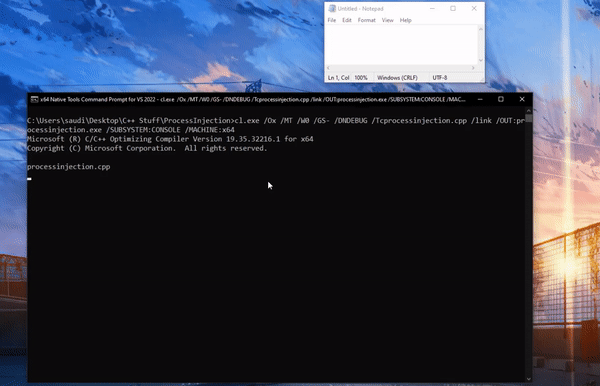 Untitled - Notepad
File Edit Format View Help
Ln 1, Col 100% Windows (CRLF) UTF-8
x64 Native Tools Command Prompt for VS 2022 - cl.exe /Ox /MT /W0 /GS- /DNDEBUG /Tcprocessinjection.cpp /link /OUT:processinjection.exe /SUBSYSTEM:CONSOLE /MAC...
C:\Users\saudi\Desktop\C++ Stuff\ProcessInjection>cl.exe /Ox /MT /W0 /GS- /DNDEBUG /Tcprocessinjection.cpp /link /OUT:pr
ocessinjection.exe /SUBSYSTEM:CONSOLE /MACHINE:x64
Microsoft (R) C/C++ Optimizing Compiler Version 19.35.32216.1 for x64
Copyright (C) Microsoft Corporation. All rights reserved.
processinjection.cpp